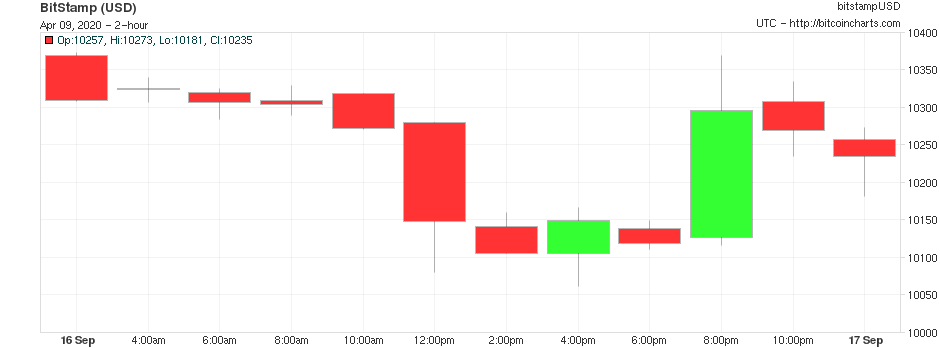 BitStamp (USD)
bitstampUSD
Apr 09, 2020 - 2-hour
UTC - http://bitcoincharts.com
Op:10257, Hi:10273, Lo:10181, Cl:10235
10400
10350
10300
10250
10200
10150
10100
10050
10000
16 Sep 4:00am 6:00am 8:00am 10:00am 12:00pm 2:00pm 4:00pm 6:00pm 8:00pm 10:00pm 17 Sep